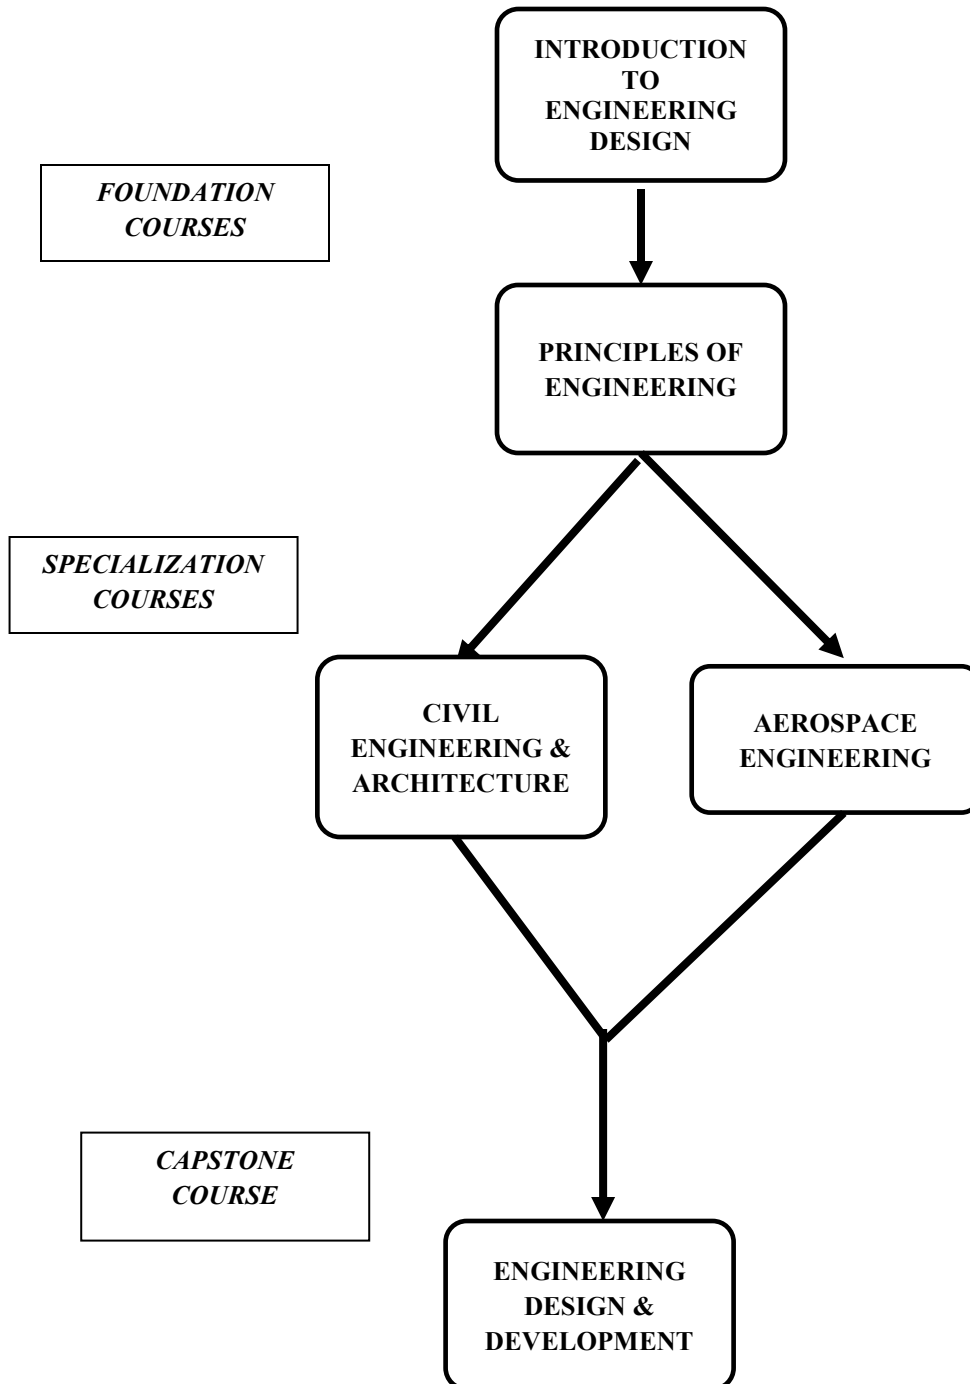 INTRODUCTION
TO
ENGINEERING
DESIGN
FOUNDATION
COURSES
PRINCIPLES OF
ENGINEERING
SPECIALIZATION
COURSES
CIVIL
ENGINEERING &
ARCHITECTURE
AEROSPACE
ENGINEERING
CAPSTONE
COURSE
ENGINEERING
DESIGN &
DEVELOPMENT